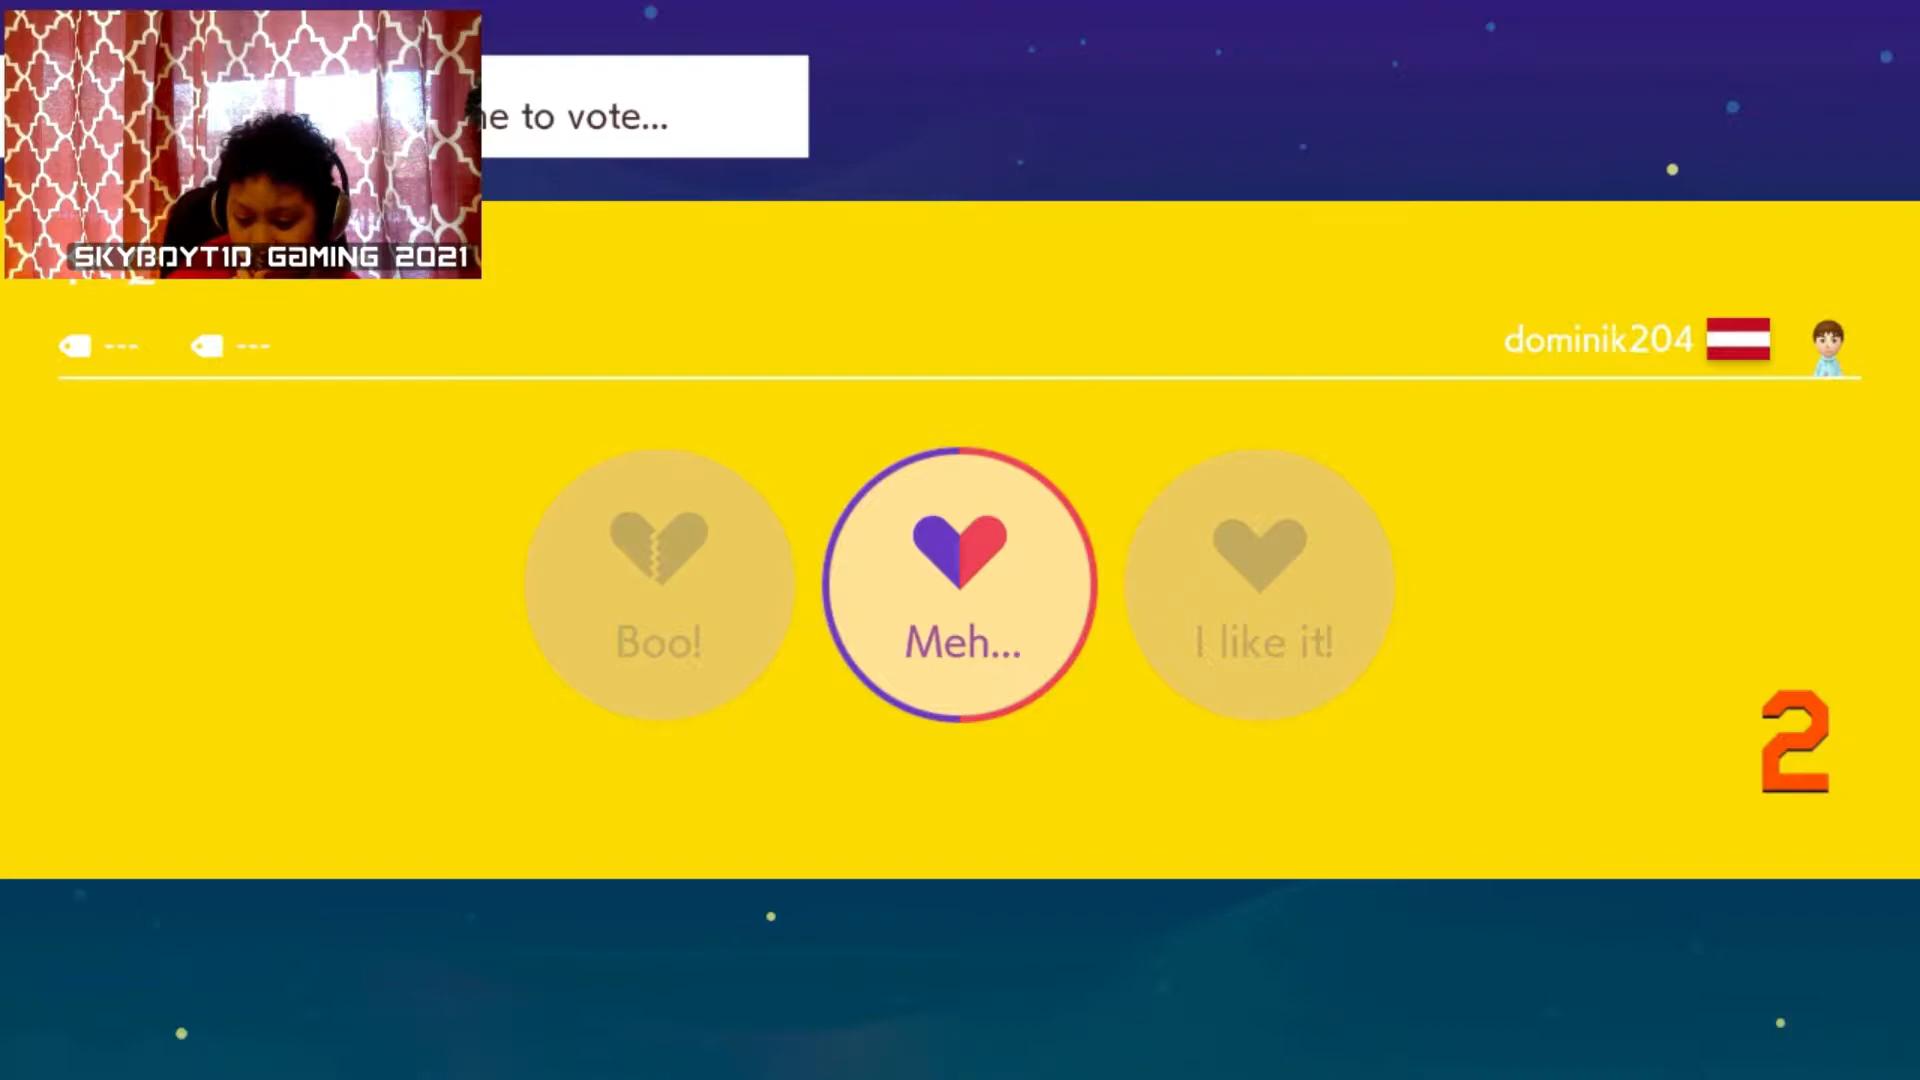 to vote...
SKYBOYT1D GAMING 2021
--- ---
dominik204
Boo!
Meh...
I like it!
2